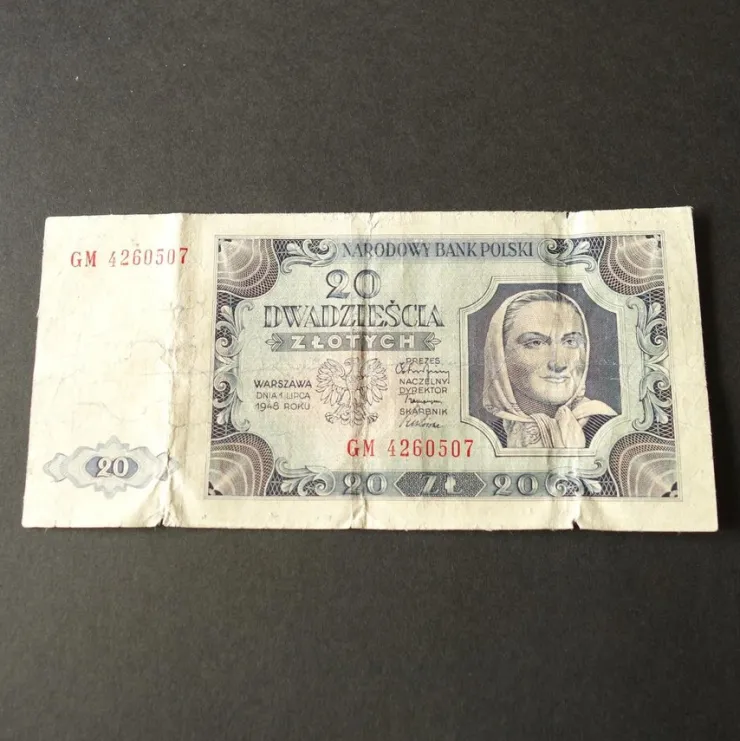 GM 4260507
NARODOWY BANK POLSKI
20
DWADZIEŚCIA
ZŁOTYCH
WARSZAWA
DNIA 1 LIPCA
1948 ROKU
PREZES
NACZELNY
DYREKTOR
SKARBNIK
GM 4260507
20
20 ZŁ 20